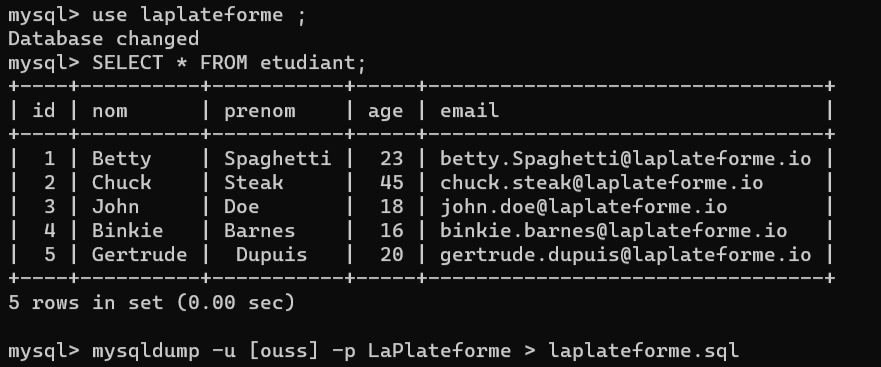 mysql> use laplateforme ;
Database changed
mysql> SELECT * FROM etudiant;
+----+----------+-----------+-----+---------------------------------+
| id | nom      | prenom    | age | email                           |
+----+----------+-----------+-----+---------------------------------+
|  1 | Betty    | Spaghetti |  23 | betty.Spaghetti@laplateforme.io |
|  2 | Chuck    | Steak     |  45 | chuck.steak@laplateforme.io     |
|  3 | John     | Doe       |  18 | john.doe@laplateforme.io        |
|  4 | Binkie   | Barnes    |  16 | binkie.barnes@laplateforme.io   |
|  5 | Gertrude |  Dupuis   |  20 | gertrude.dupuis@laplateforme.io |
+----+----------+-----------+-----+---------------------------------+
5 rows in set (0.00 sec)
mysql> mysqldump -u [ouss] -p LaPlateforme > laplateforme.sql